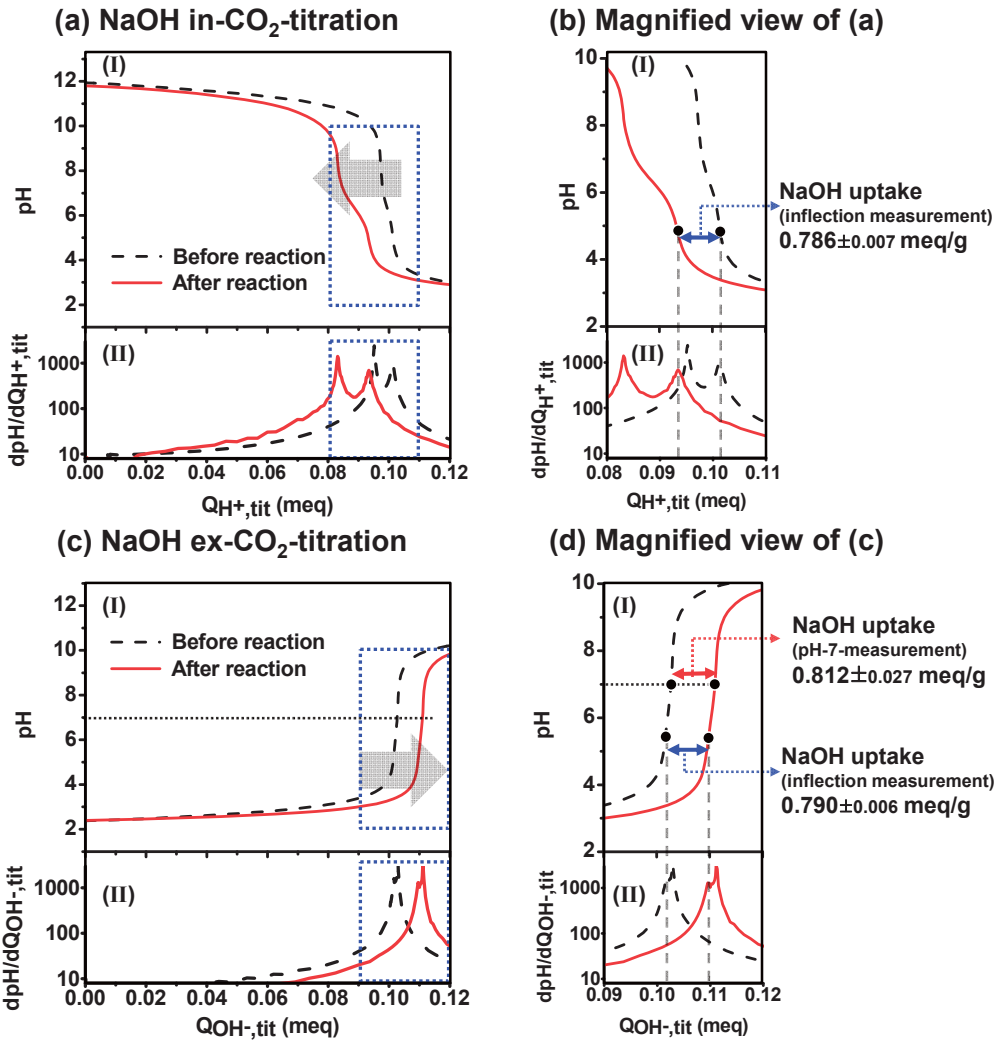 (a) NaOH in-CO2-titration
(I)
12
10
8
6
4
2
pH
Before reaction
After reaction
(II)
1000
100
10
dpH/dQH+,tit
0.00 0.02 0.04 0.06 0.08 0.10 0.12
QH+,tit (meq)
(b) Magnified view of (a)
(I)
10
8
6
4
2
pH
NaOH uptake
(inflection measurement)
0.786±0.007 meq/g
(II)
1000
100
10
dpH/dQH+,tit
0.08 0.09 0.10 0.11
QH+,tit (meq)
(c) NaOH ex-CO2-titration
(I)
12
10
8
6
4
2
pH
Before reaction
After reaction
(II)
1000
100
10
dpH/dQOH-,tit
0.00 0.02 0.04 0.06 0.08 0.10 0.12
QOH-,tit (meq)
(d) Magnified view of (c)
(I)
10
8
6
4
2
pH
NaOH uptake
(pH-7-measurement)
0.812±0.027 meq/g
NaOH uptake
(inflection measurement)
0.790±0.006 meq/g
(II)
1000
100
10
dpH/dQOH-,tit
0.09 0.10 0.11 0.12
QOH-,tit (meq)